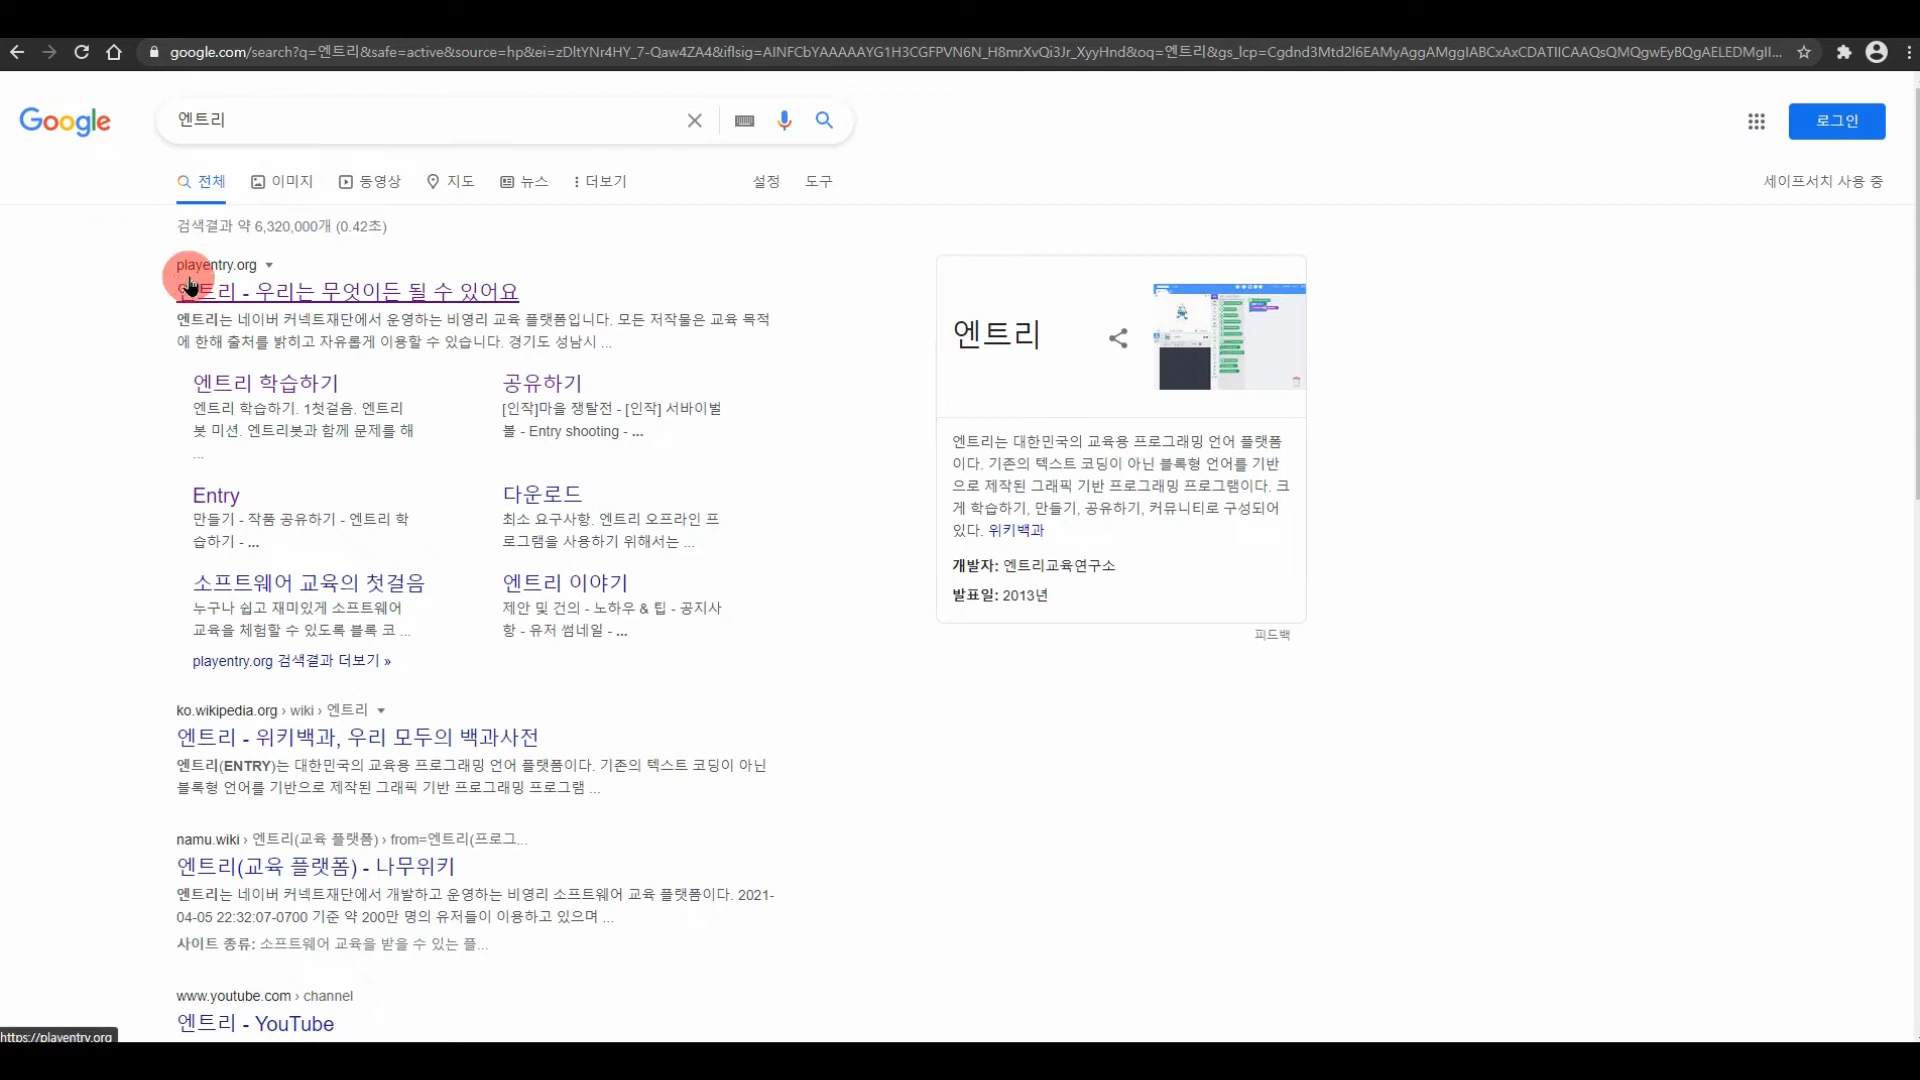 google.com/search?q=엔트리&safe=active&source=hp&ei=zDltYNr4HY_7-Qaw4ZA4&iflsig=AINFCbYAAAAAYG1H3CGFPVN6N_H8mrXvQi3Jr_XyyHnd&oq=엔트리&gs_lcp=Cgdnd3Mtd2l6EAMyAggAMggIABCxAxCDATIICAAQsQMQgwEyBQgAELEDMgII...
Google
엔트리
로그인
전체 이미지 동영상 지도 뉴스 더보기 설정 도구
세이프서치 사용 중
검색결과 약 6,320,000개 (0.42초)
playentry.org
엔트리 - 우리는 무엇이든 될 수 있어요
엔트리는 네이버 커넥트재단에서 운영하는 비영리 교육 플랫폼입니다. 모든 저작물은 교육 목적
에 한해 출처를 밝히고 자유롭게 이용할 수 있습니다. 경기도 성남시 ...
엔트리 학습하기
엔트리 학습하기. 1첫걸음. 엔트리
봇 미션. 엔트리봇과 함께 문제를 해
...
공유하기
[인작]마을 쟁탈전 - [인작] 서바이벌
볼 - Entry shooting - ...
Entry
만들기 - 작품 공유하기 - 엔트리 학
습하기 - ...
다운로드
최소 요구사항. 엔트리 오프라인 프
로그램을 사용하기 위해서는 ...
소프트웨어 교육의 첫걸음
누구나 쉽고 재미있게 소프트웨어
교육을 체험할 수 있도록 블록 코 ...
엔트리 이야기
제안 및 건의 - 노하우 & 팁 - 공지사
항 - 유저 썸네일 - ...
playentry.org 검색결과 더보기 »
ko.wikipedia.org › wiki › 엔트리
엔트리 - 위키백과, 우리 모두의 백과사전
엔트리(ENTRY)는 대한민국의 교육용 프로그래밍 언어 플랫폼이다. 기존의 텍스트 코딩이 아닌
블록형 언어를 기반으로 제작된 그래픽 기반 프로그래밍 프로그램 ...
namu.wiki › 엔트리(교육 플랫폼) › from=엔트리(프로그...
엔트리(교육 플랫폼) - 나무위키
엔트리는 네이버 커넥트재단에서 개발하고 운영하는 비영리 소프트웨어 교육 플랫폼이다. 2021-
04-05 22:32:07-0700 기준 약 200만 명의 유저들이 이용하고 있으며 ...
사이트 종류: 소프트웨어 교육을 받을 수 있는 플...
www.youtube.com › channel
엔트리 - YouTube
https://playentry.org
엔트리
엔트리는 대한민국의 교육용 프로그래밍 언어 플랫폼
이다. 기존의 텍스트 코딩이 아닌 블록형 언어를 기반
으로 제작된 그래픽 기반 프로그래밍 프로그램이다. 크
게 학습하기, 만들기, 공유하기, 커뮤니티로 구성되어
있다. 위키백과
개발자: 엔트리교육연구소
발표일: 2013년
피드백